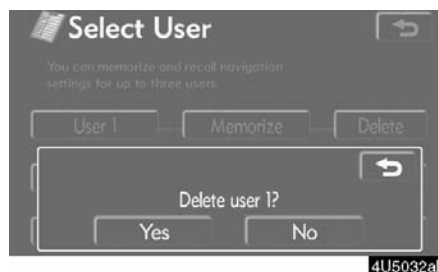 Select User
You can memorize and recall navigation
settings for up to three users.
User 1 Memorize Delete
Delete user 1?
Yes No
4U5032a